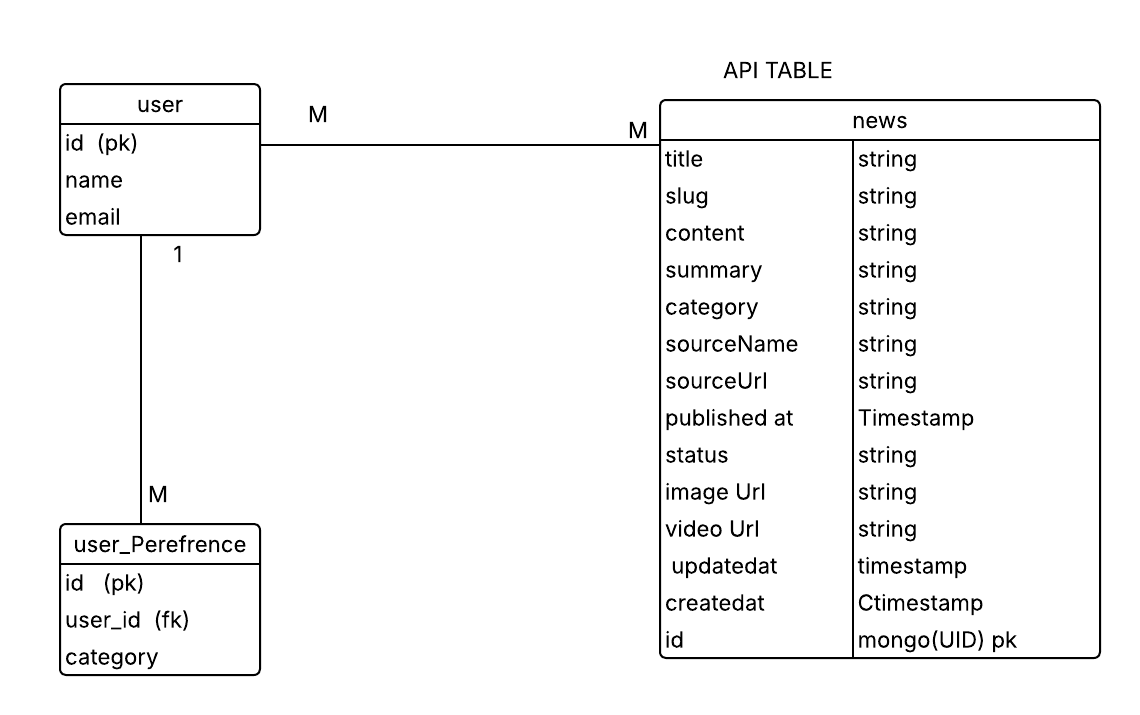 API TABLE
user
id (pk)
name
email
M
M
1
M
user_Perefrence
id (pk)
user_id (fk)
category
news
title string
slug string
content string
summary string
category string
sourceName string
sourceUrl string
published at Timestamp
status string
image Url string
video Url string
updatedat timestamp
createdat Ctimestamp
id mongo(UID) pk